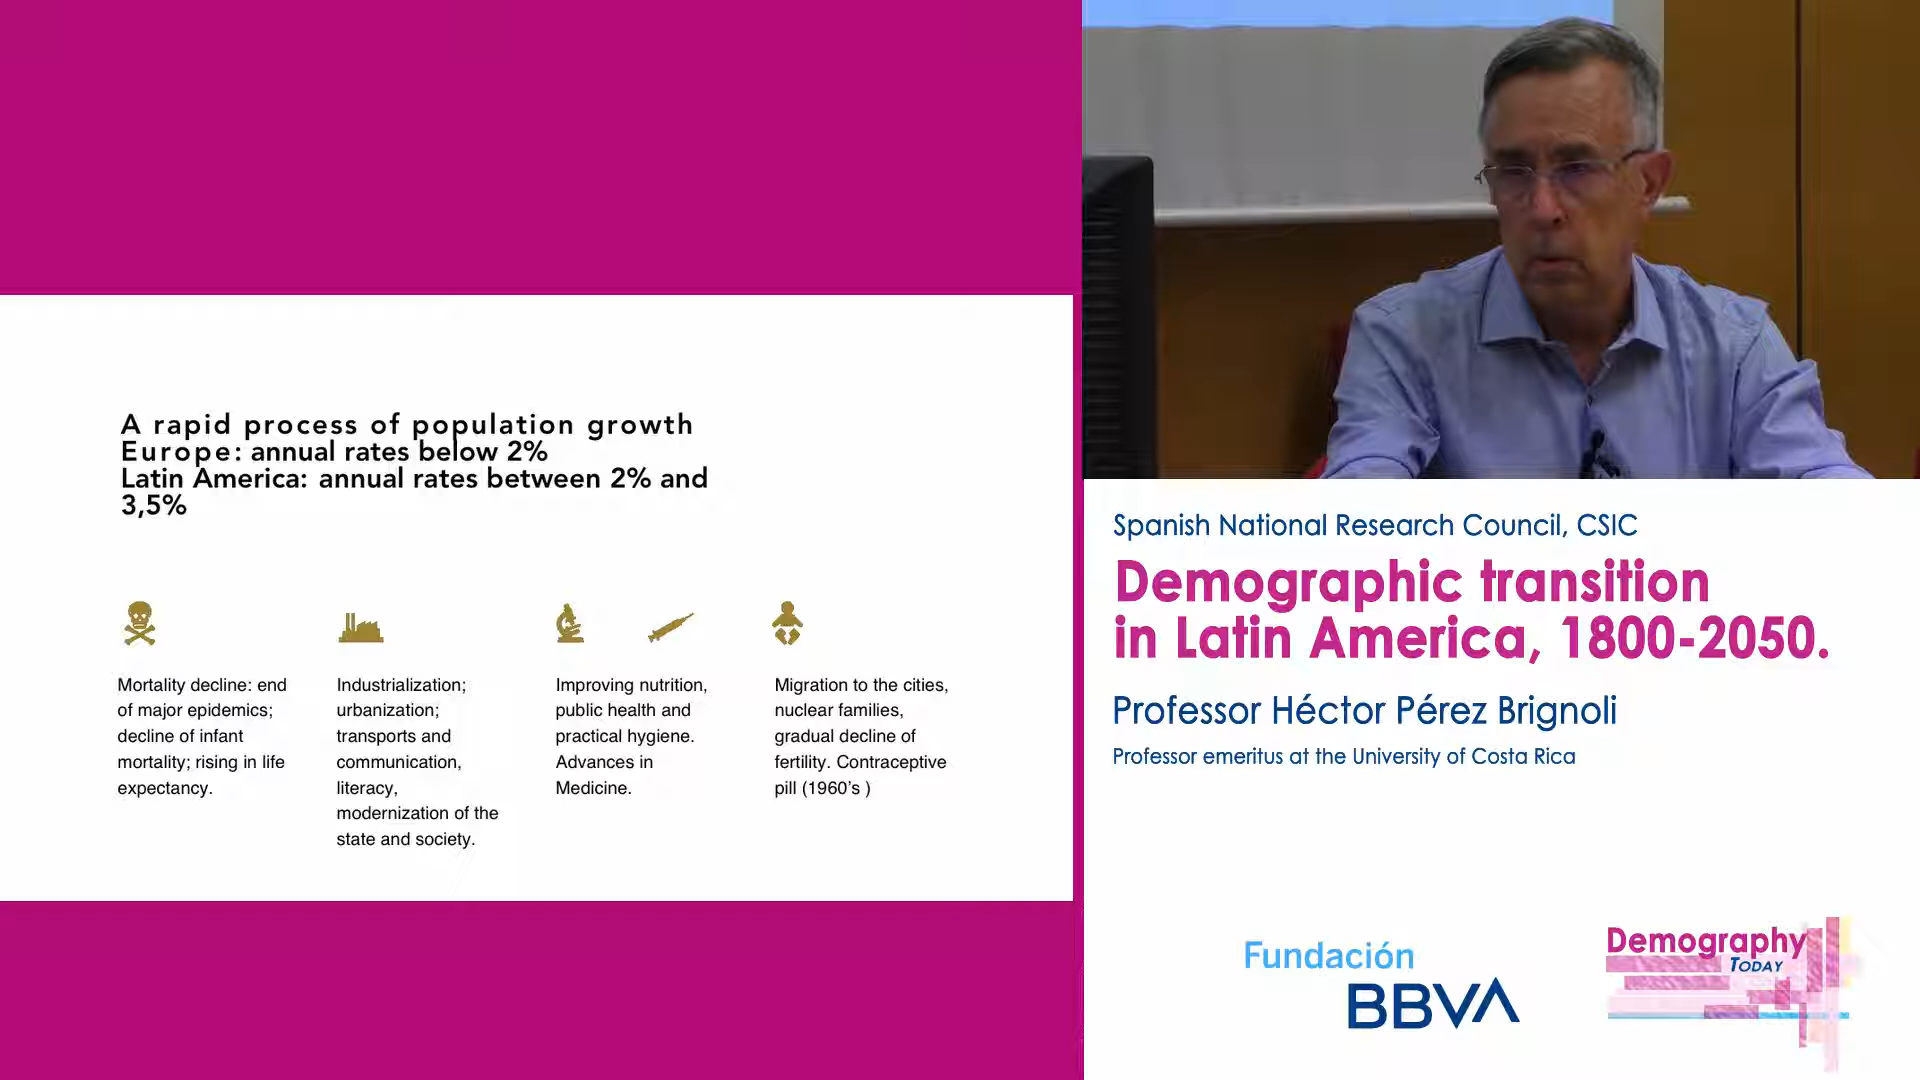 A rapid process of population growth
Europe: annual rates below 2%
Latin America: annual rates between 2% and
3,5%
Mortality decline: end
of major epidemics;
decline of infant
mortality; rising in life
expectancy.
Industrialization;
urbanization;
transports and
communication,
literacy,
modernization of the
state and society.
Improving nutrition,
public health and
practical hygiene.
Advances in
Medicine.
Migration to the cities,
nuclear families,
gradual decline of
fertility. Contraceptive
pill (1960's )
Spanish National Research Council, CSIC
Demographic transition
in Latin America, 1800-2050.
Professor Héctor Pérez Brignoli
Professor emeritus at the University of Costa Rica
Fundación
BBVA
Demography
TODAY